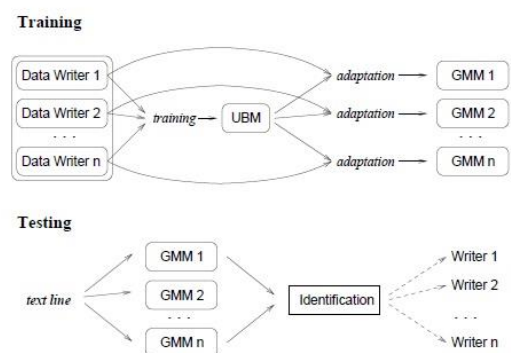 Training
Data Writer 1 adaptation GMM 1
Data Writer 2 training UBM adaptation GMM 2
. . . . . .
Data Writer n adaptation GMM n
Testing
GMM 1 Writer 1
text line GMM 2 Identification Writer 2
. . . . . .
GMM n Writer n